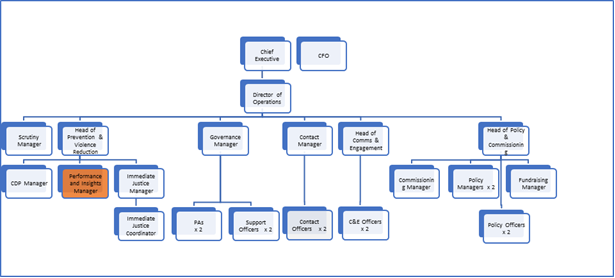 Chief
Executive
CFO
Director of
Operations
Scrutiny
Manager
Head of
Prevention &
Violence
Reduction
Governance
Manager
Contact
Manager
Head of
Comms &
Engagement
Head of Policy
&
Commissionin
g
CDP Manager
Performance
and Insights
Manager
Immediate
Justice
Manager
Commissionin
g Manager
Policy
Managers x 2
Fundraising
Manager
Immediate
Justice
Coordinator
PAs
x 2
Support
Officers x 2
Contact
Officers x 2
C&E Officers
x 2
Policy Officers
x 2